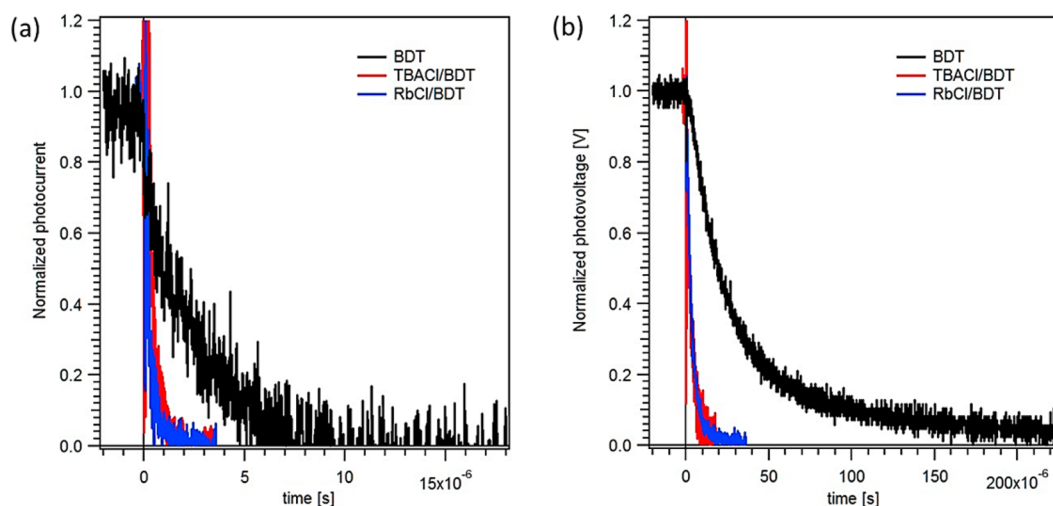 (a)
Normalized photocurrent
1.2
1.0
0.8
0.6
0.4
0.2
0.0
BDT
TBACl/BDT
RbCl/BDT
0
5
10
15x10-6
time [s]
(b)
Normalized photovoltage [V]
1.2
1.0
0.8
0.6
0.4
0.2
0.0
BDT
TBACl/BDT
RbCl/BDT
0
50
100
150
200x10-6
time [s]